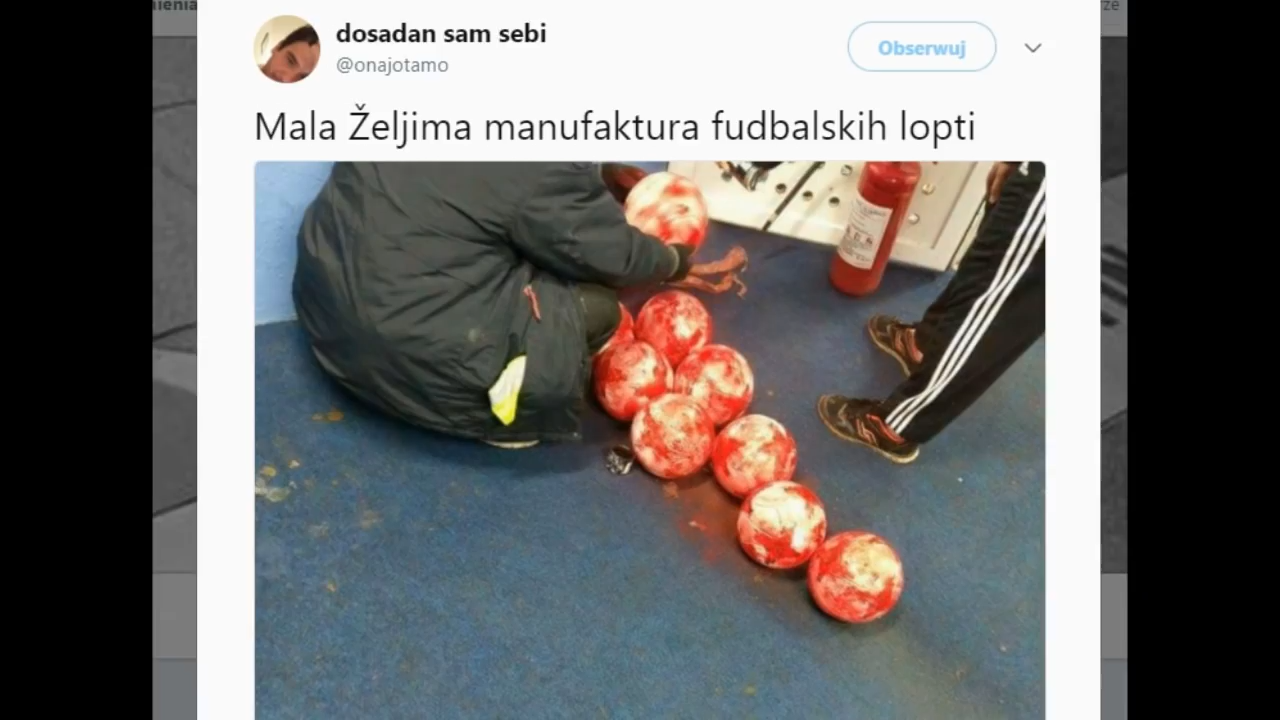 dosadan sam sebi
@onajotamo
Obserwuj
Mala Željima manufaktura fudbalskih lopti